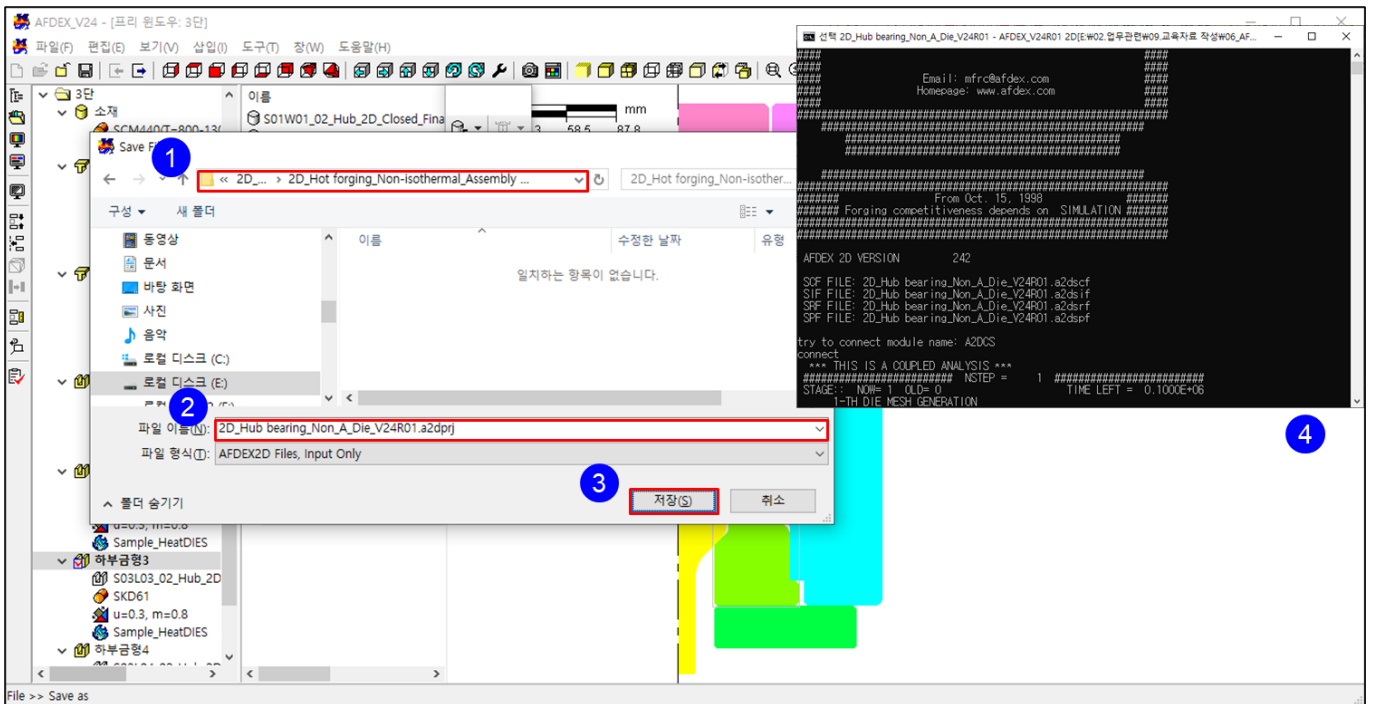 AFDEX_V24 - [프리 윈도우: 3단]
파일(F) 편집(E) 보기(V) 삽입(I) 도구(T) 창(W) 도움말(H)
3단
소재
SCM440(T=800-13(
이름
S01W01_02_Hub_2D_Closed_Fina
mm
3 58.5 87.8
Save Fi
1
« 2D_... > 2D_Hot forging_Non-isothermal_Assembly ...
2D_Hot forging_Non-isother...
구성 새 폴더
동영상
문서
바탕 화면
사진
음악
로컬 디스크 (C:)
로컬 디스크 (E:)
이름 수정한 날짜 유형
일치하는 항목이 없습니다.
2
파일 이름(N): 2D_Hub bearing_Non_A_Die_V24R01.a2dprj
파일 형식(T): AFDEX2D Files, Input Only
3
폴더 숨기기
저장(S) 취소
u=0.3, m=0.8
Sample_HeatDIES
하부금형3
S03L03_02_Hub_2D
SKD61
u=0.3, m=0.8
Sample_HeatDIES
하부금형4
File >> Save as
선택 2D_Hub bearing_Non_A_Die_V24R01 - AFDEX_V24R01 2D[E:₩02.업무관련₩09.교육자료 작성₩06_AF...
#### ####
#### Email: mfrc@afdex.com ####
#### Homepage: www.afdex.com ####
From Oct. 15, 1998
####### Forging competitiveness depends on SIMULATION #######
AFDEX 2D VERSION 242
SCF FILE: 2D_Hub bearing_Non_A_Die_V24R01.a2dscf
SIF FILE: 2D_Hub bearing_Non_A_Die_V24R01.a2dsif
SRF FILE: 2D_Hub bearing_Non_A_Die_V24R01.a2dsrf
SPF FILE: 2D_Hub bearing_Non_A_Die_V24R01.a2dspf
try to connect module name: A2DCS
connect
*** THIS IS A COUPLED ANALYSIS ***
NSTEP = 1
STAGE:: NOW= 1 OLD= 0 TIME LEFT = 0.1000E+06
1-TH DIE MESH GENERATION
4